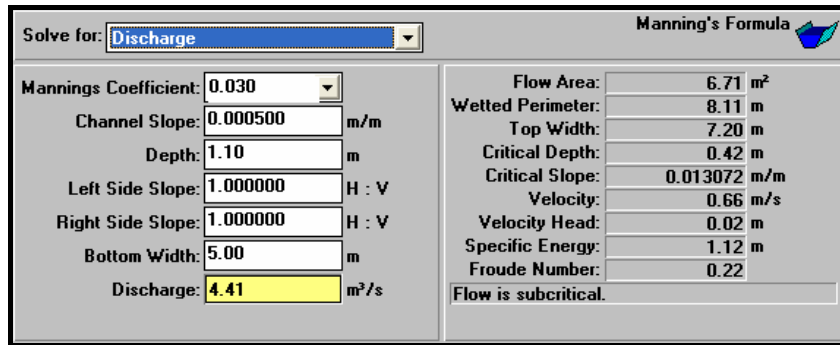 Solve for: Discharge
Manning's Formula
Mannings Coefficient: 0.030
Channel Slope: 0.000500 m/m
Depth: 1.10 m
Left Side Slope: 1.000000 H : V
Right Side Slope: 1.000000 H : V
Bottom Width: 5.00 m
Discharge: 4.41 m³/s
Flow Area: 6.71 m²
Wetted Perimeter: 8.11 m
Top Width: 7.20 m
Critical Depth: 0.42 m
Critical Slope: 0.013072 m/m
Velocity: 0.66 m/s
Velocity Head: 0.02 m
Specific Energy: 1.12 m
Froude Number: 0.22
Flow is subcritical.